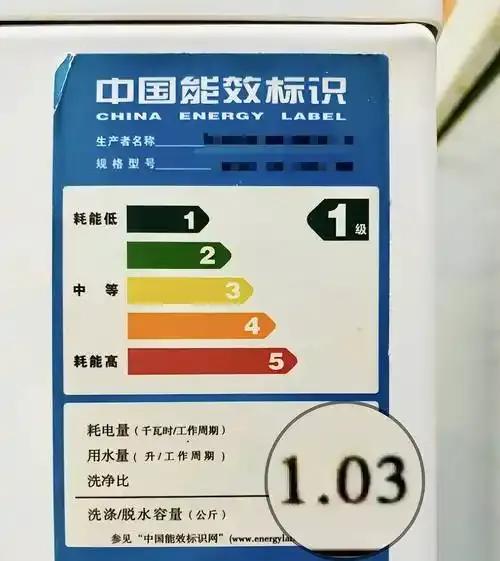 中国能效标识
CHINA ENERGY LABEL
生产者名称
规格型号
耗能低 1 1级
2
中等 3
4
耗能高 5
耗电量（千瓦时/工作周期）
用水量（升/工作周期）
洗净比 1.03
洗涤/脱水容量（公斤）
参见“中国能效标识网”(www.energyla